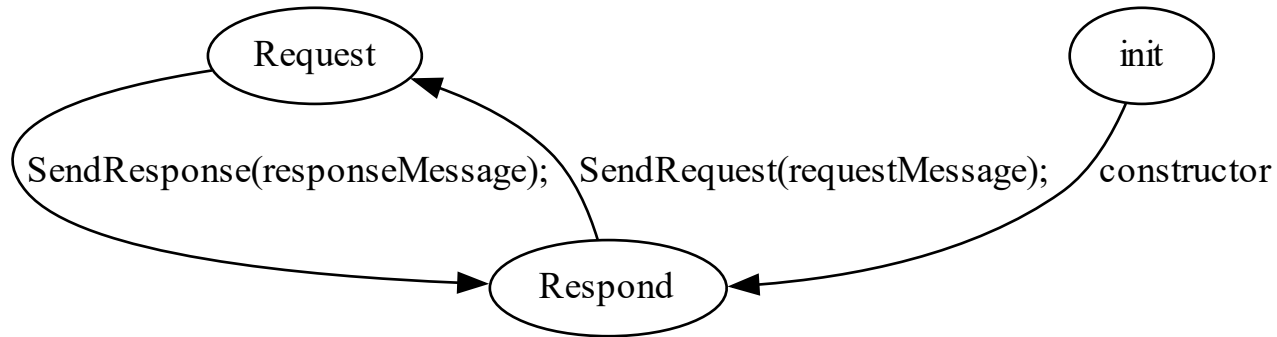 Request
init
SendResponse(responseMessage);
SendRequest(requestMessage);
constructor
Respond